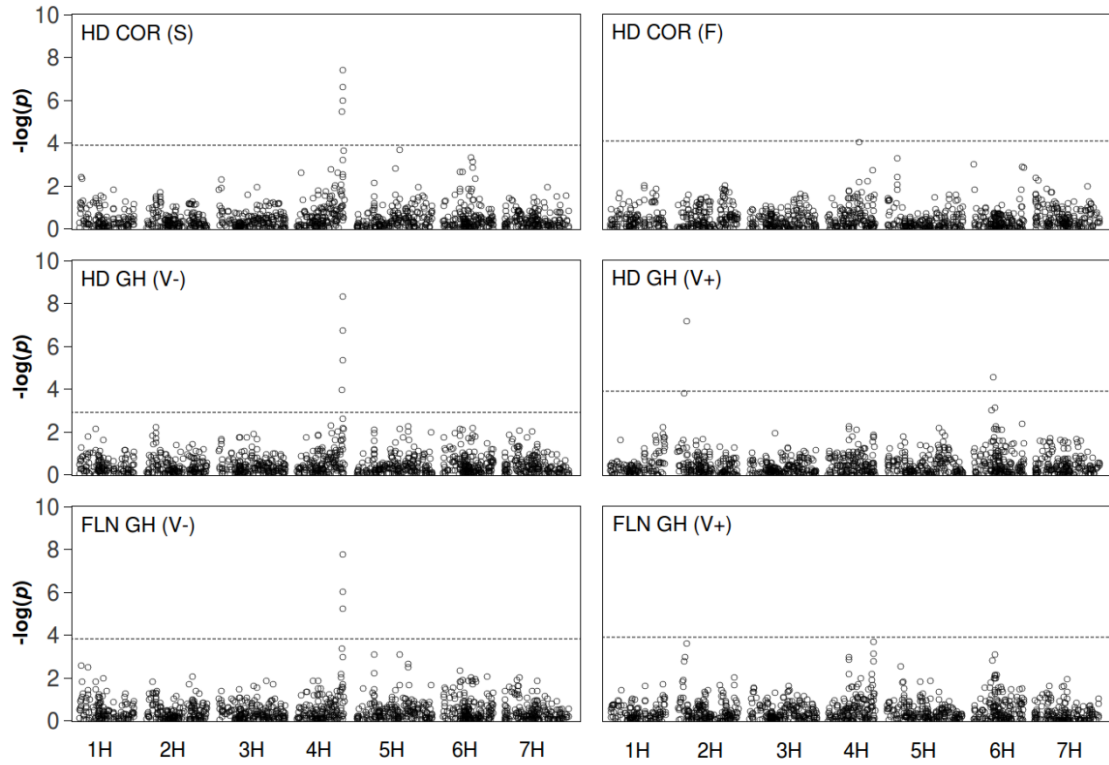 HD COR (S)
HD COR (F)
10
8
6
4
2
0
-log(p)
HD GH (V-)
HD GH (V+)
10
8
6
4
2
0
-log(p)
FLN GH (V-)
FLN GH (V+)
10
8
6
4
2
0
-log(p)
1H 2H 3H 4H 5H 6H 7H
1H 2H 3H 4H 5H 6H 7H